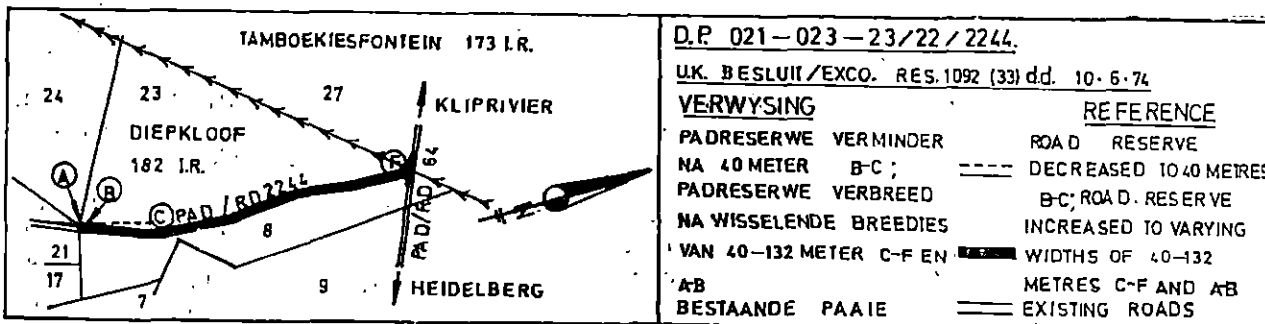 TAMBOEKIESFONTEIN 173 I.R.
24
23
27
KLIPRIVIER
DIEPKLOOF
182 I.R.
A
B
C
F
PAD / RD 2244
PAD/RD 64
N
8
21
17
7
9
HEIDELBERG
D.P. 021-023-23/22/2244.
U.K. BESLUIT/EXCO. RES. 1092 (33) d.d. 10.6.74
VERWYSING REFERENCE
PADRESERWE VERMINDER ROAD RESERVE
NA 40 METER B-C; DECREASED TO 40 METRES
PADRESERWE VERBREED B-C; ROAD RESERVE
NA WISSELENDE BREEDIES INCREASED TO VARYING
VAN 40-132 METER C-F EN WIDTHS OF 40-132
A-B METRES C-F AND A-B
BESTAANDE PAAIE EXISTING ROADS